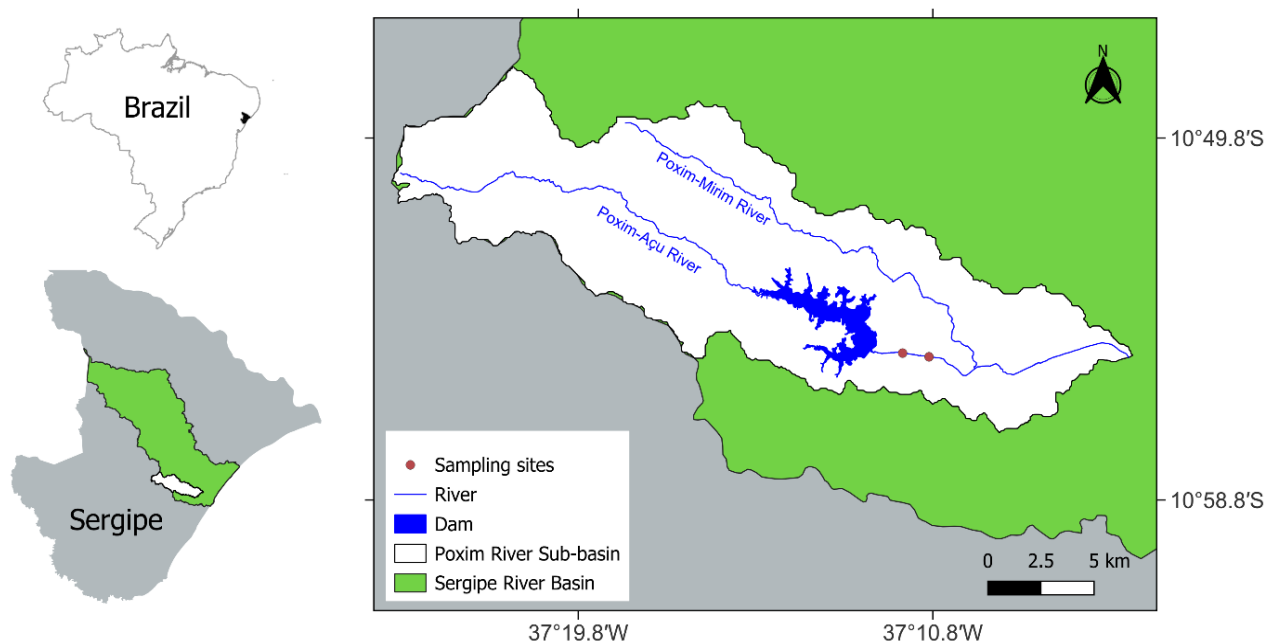 Brazil
Sergipe
N
Poxim-Mirim River
Poxim-Açu River
10°49.8'S
10°58.8'S
37°19.8'W
37°10.8'W
Sampling sites
River
Dam
Poxim River Sub-basin
Sergipe River Basin
0 2.5 5 km